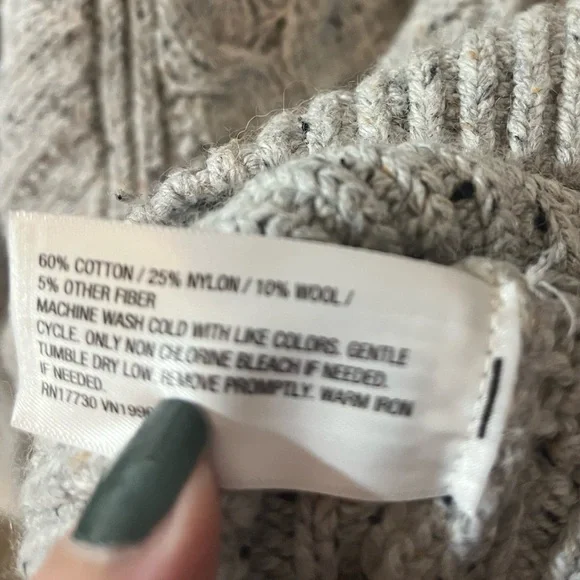 60% COTTON / 25% NYLON / 10% WOOL /
5% OTHER FIBER
MACHINE WASH COLD WITH LIKE COLORS. GENTLE
CYCLE. ONLY NON CHLORINE BLEACH IF NEEDED.
TUMBLE DRY LOW. REMOVE PROMPTLY. WARM IRON
IF NEEDED.
RN17730